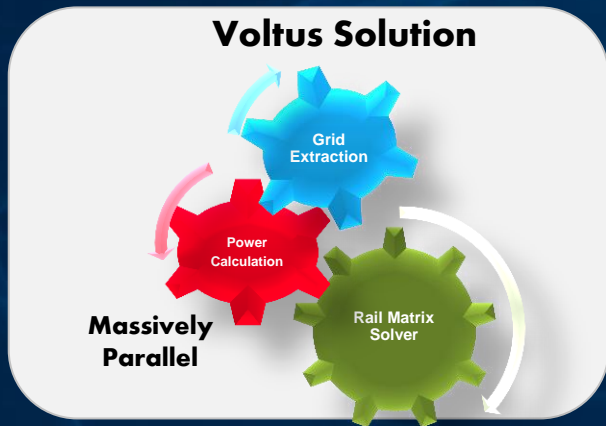 Voltus Solution
Grid
Extraction
Power
Calculation
Rail Matrix
Solver
Massively
Parallel